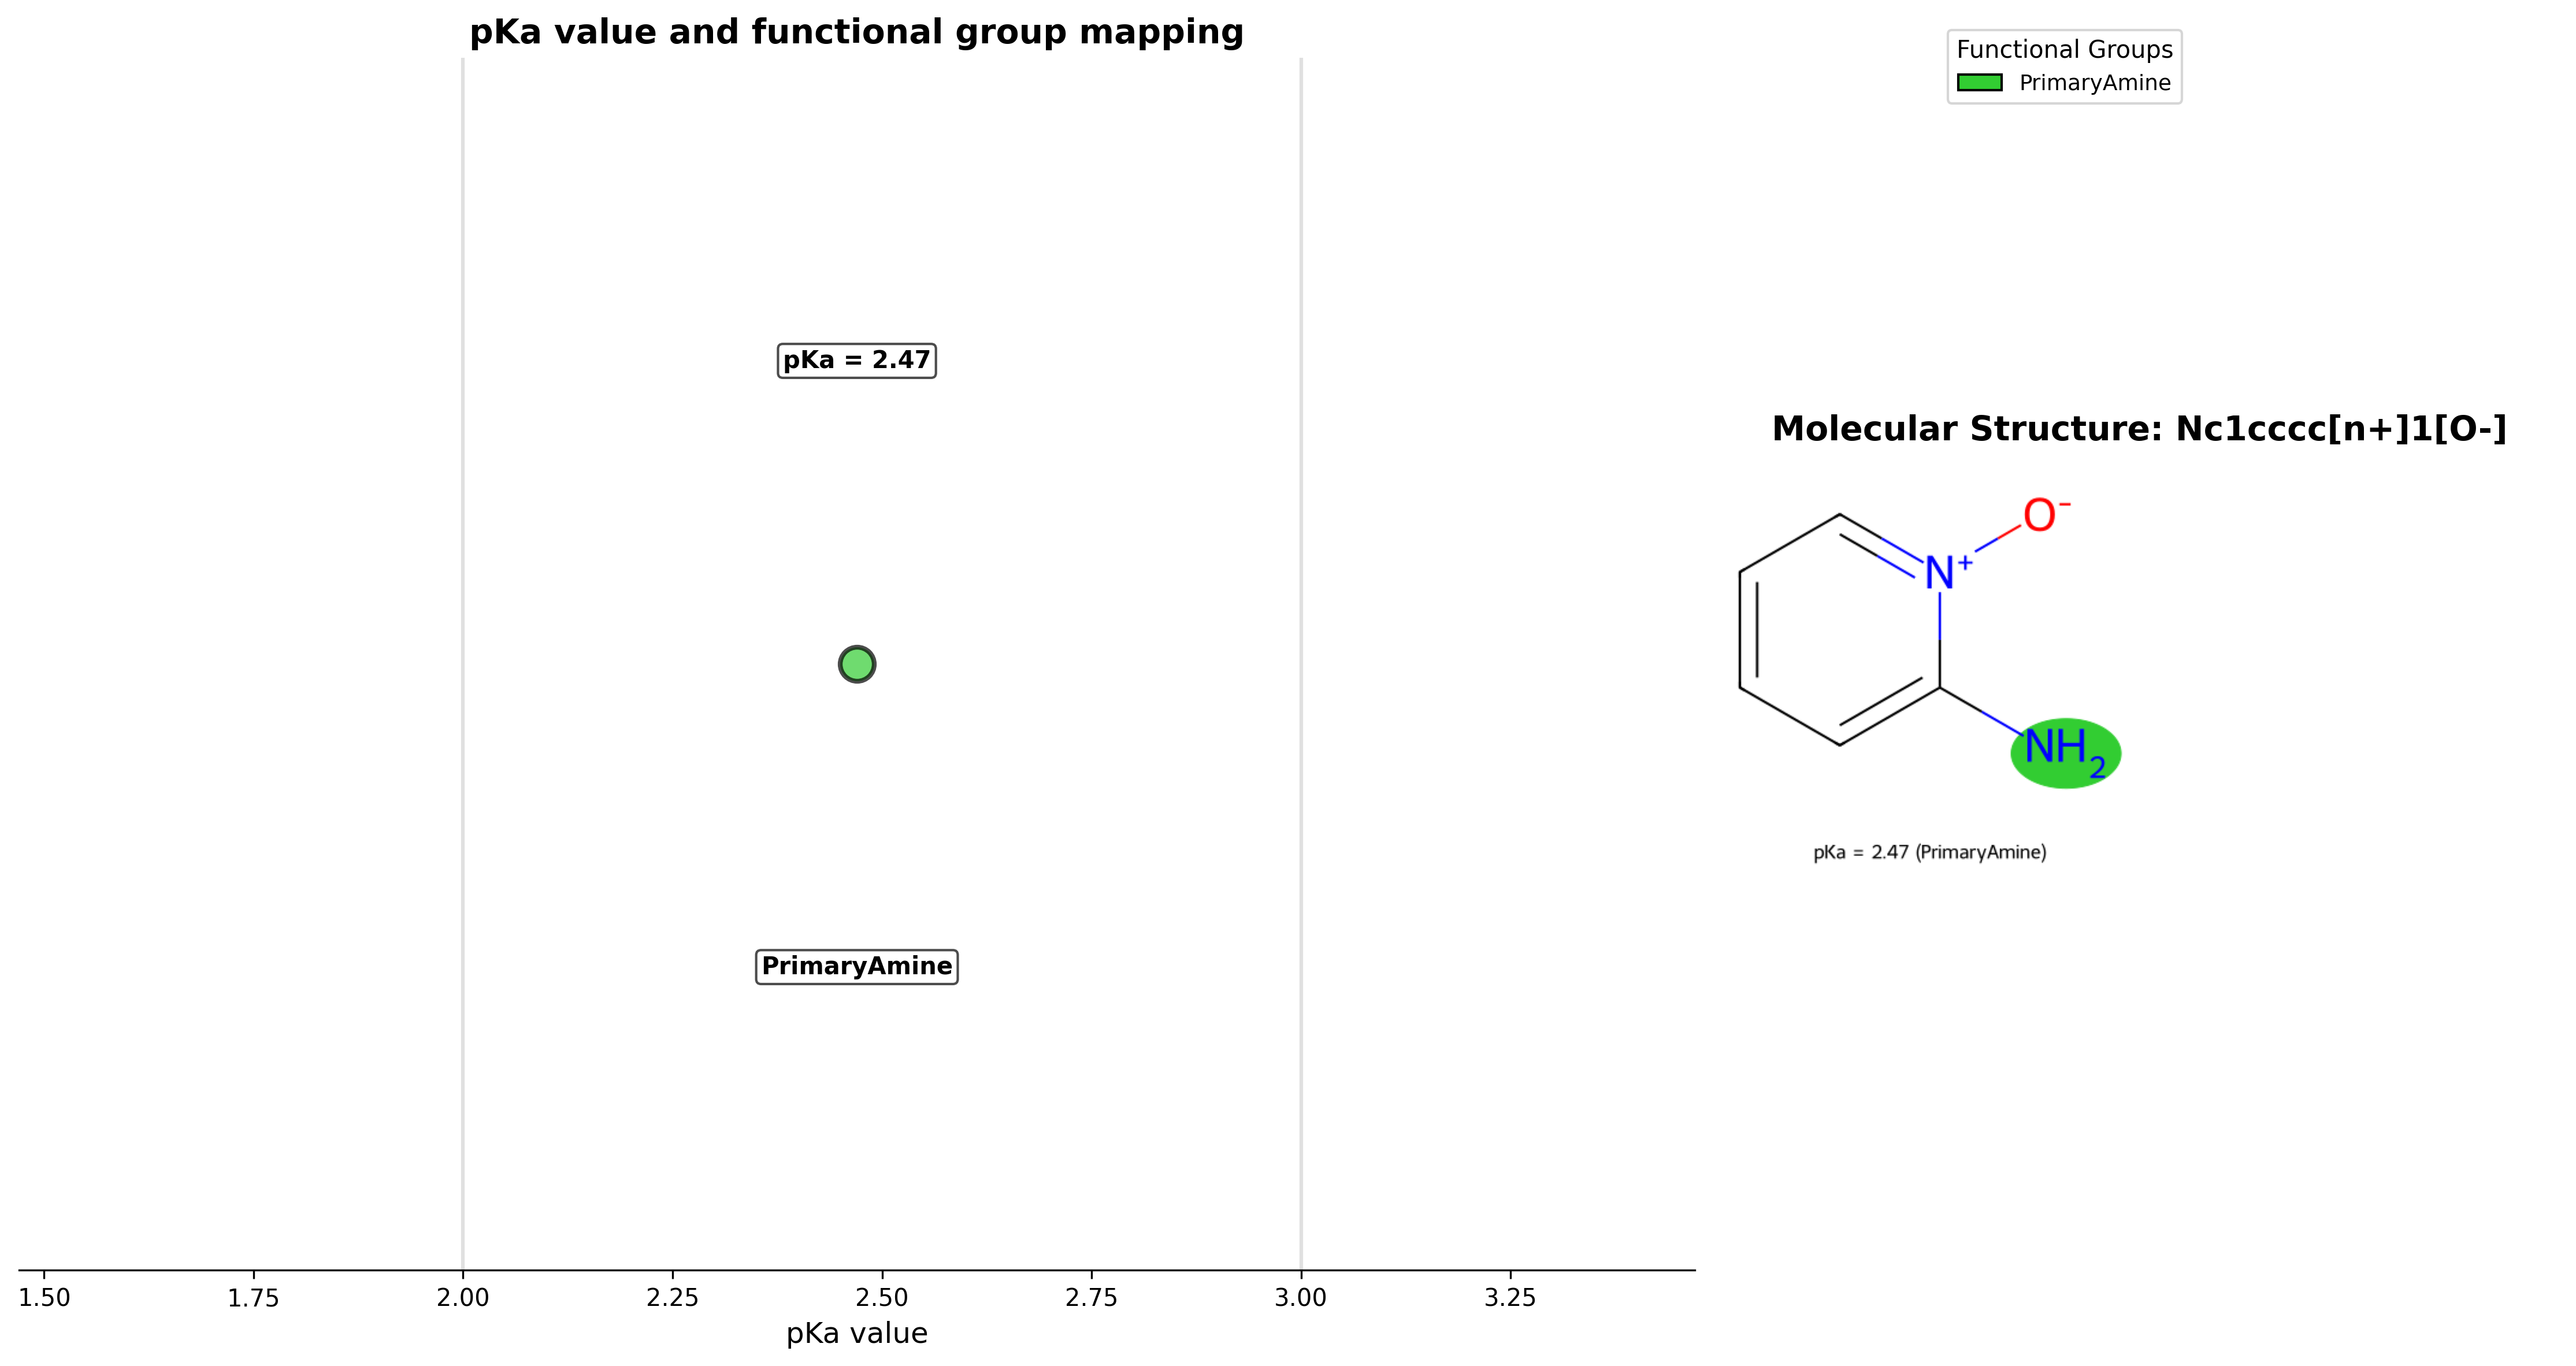 pKa value and functional group mapping
pKa = 2.47
PrimaryAmine
1.50 1.75 2.00 2.25 2.50 2.75 3.00 3.25
pKa value
Functional Groups
PrimaryAmine
Molecular Structure: Nc1cccc[n+]1[O-]
O⁻
N⁺
NH₂
pKa = 2.47 (PrimaryAmine)